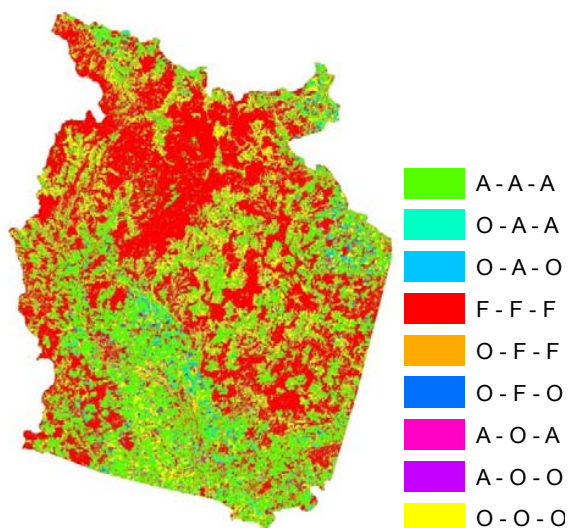 A - A - A
O - A - A
O - A - O
F - F - F
O - F - F
O - F - O
A - O - A
A - O - O
O - O - O